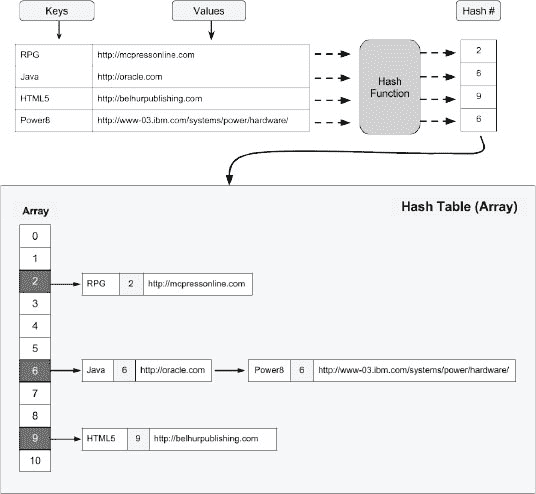 Keys
Values
Hash #
RPG http://mcpressonline.com 2
Java http://oracle.com 6
HTML5 http://belhurpublishing.com 9
Power8 http://www-03.ibm.com/systems/power/hardware/ 6
Hash
Function
Hash Table (Array)
Array
0
1
2 RPG 2 http://mcpressonline.com
3
4
5
6 Java 6 http://oracle.com Power8 6 http://www-03.ibm.com/systems/power/hardware/
7
8
9 HTML5 9 http://belhurpublishing.com
10